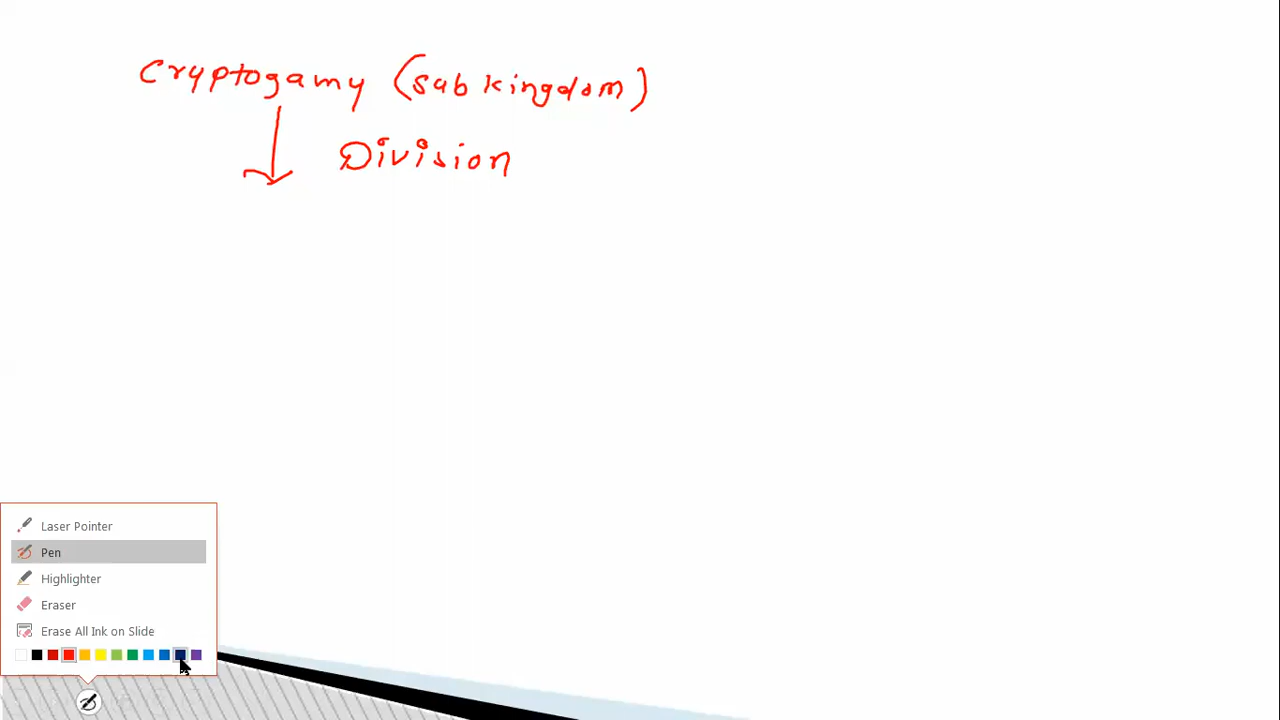 Cryptogamy (Sub kingdom)
Division
Laser Pointer
Pen
Highlighter
Eraser
Erase All Ink on Slide